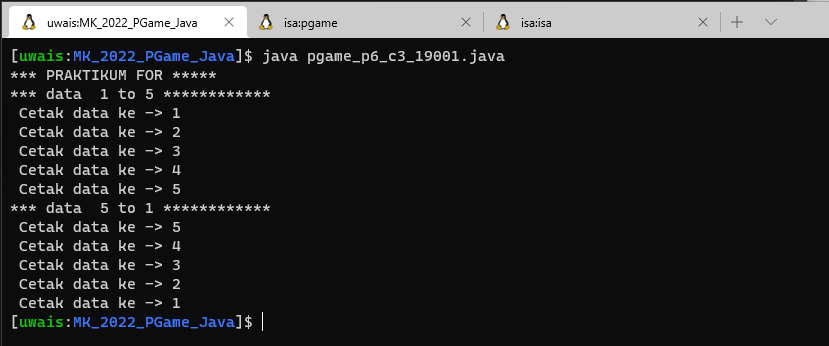 uwais:MK_2022_PGame_Java
isa:pgame
isa:isa
[uwais:MK_2022_PGame_Java]$ java pgame_p6_c3_19001.java
*** PRAKTIKUM FOR *****
*** data  1 to 5 ************
 Cetak data ke -> 1
 Cetak data ke -> 2
 Cetak data ke -> 3
 Cetak data ke -> 4
 Cetak data ke -> 5
*** data  5 to 1 ************
 Cetak data ke -> 5
 Cetak data ke -> 4
 Cetak data ke -> 3
 Cetak data ke -> 2
 Cetak data ke -> 1
[uwais:MK_2022_PGame_Java]$